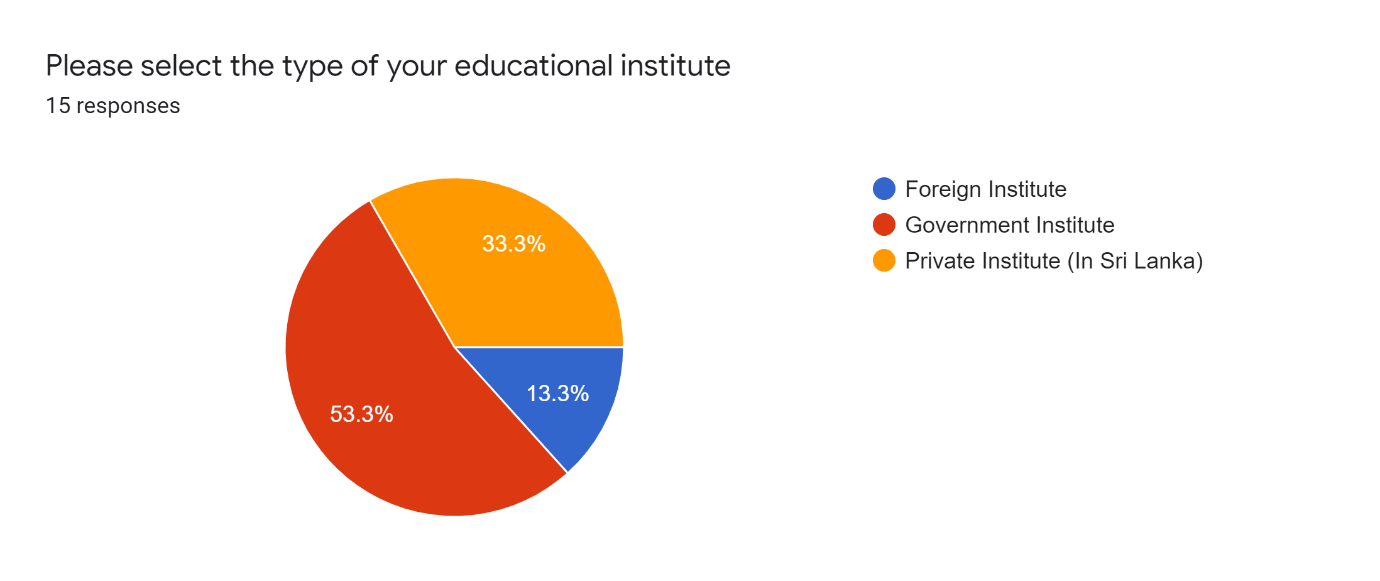 Please select the type of your educational institute
15 responses
33.3%
13.3%
53.3%
Foreign Institute
Government Institute
Private Institute (In Sri Lanka)